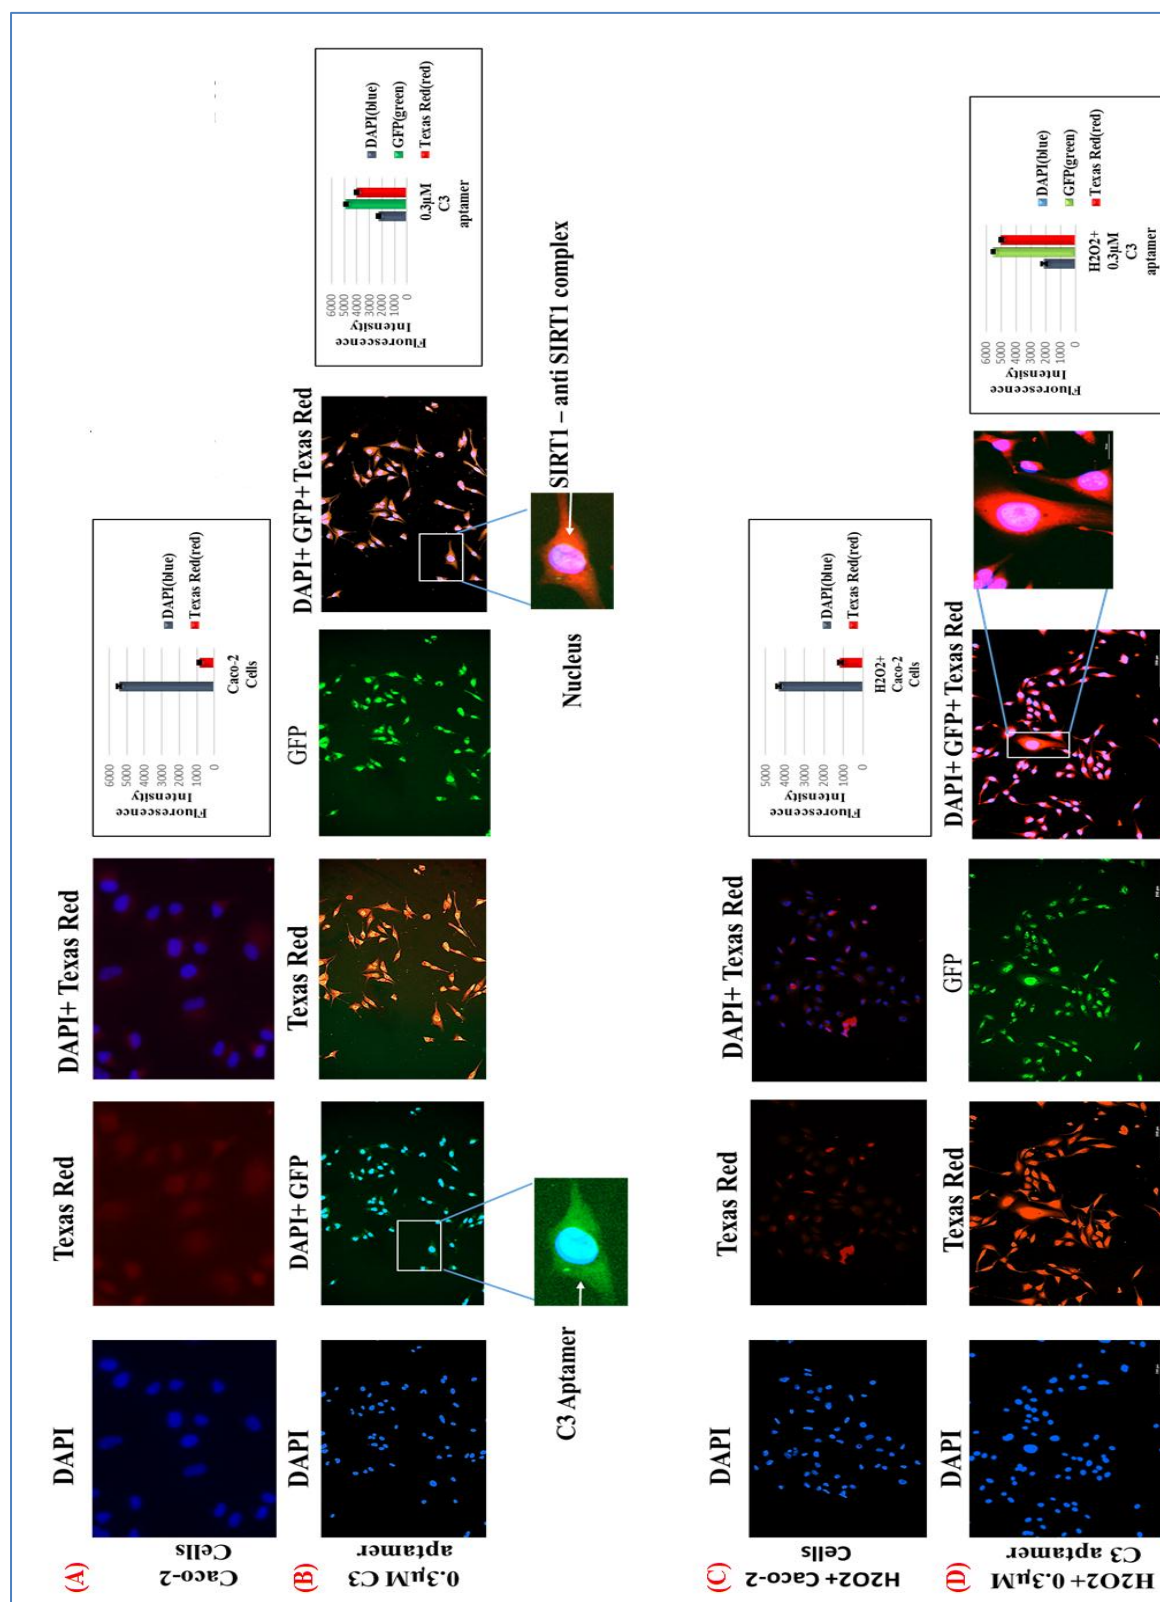 (A)
Caco-2
Cells
DAPI
Texas Red
DAPI+ Texas Red
Fluorescence
Intensity
6000
5000
4000
3000
2000
1000
0
Caco-2
Cells
DAPI(blue)
Texas Red(red)
(B)
0.3µM C3
aptamer
DAPI
DAPI+ GFP
Texas Red
GFP
DAPI+ GFP+Texas Red
Fluorescence
Intensity
6000
5000
4000
3000
2000
1000
0
0.3µM
C3
aptamer
DAPI(blue)
GFP(green)
Texas Red(red)
C3 Aptamer
Nucleus
SIRT1 – anti SIRT1 complex
(C)
H2O2+ Caco-2
Cells
DAPI
Texas Red
DAPI+ Texas Red
Fluorescence
Intensity
5000
4000
3000
2000
1000
0
H2O2+
Caco-2
Cells
DAPI(blue)
Texas Red(red)
(D)
H2O2+0.3µM
C3 aptamer
DAPI
Texas Red
GFP
DAPI+ GFP+Texas Red
Fluorescence
Intensity
6000
5000
4000
3000
2000
1000
0
H2O2+
0.3µM
C3
aptamer
DAPI(blue)
GFP(green)
Texas Red(red)